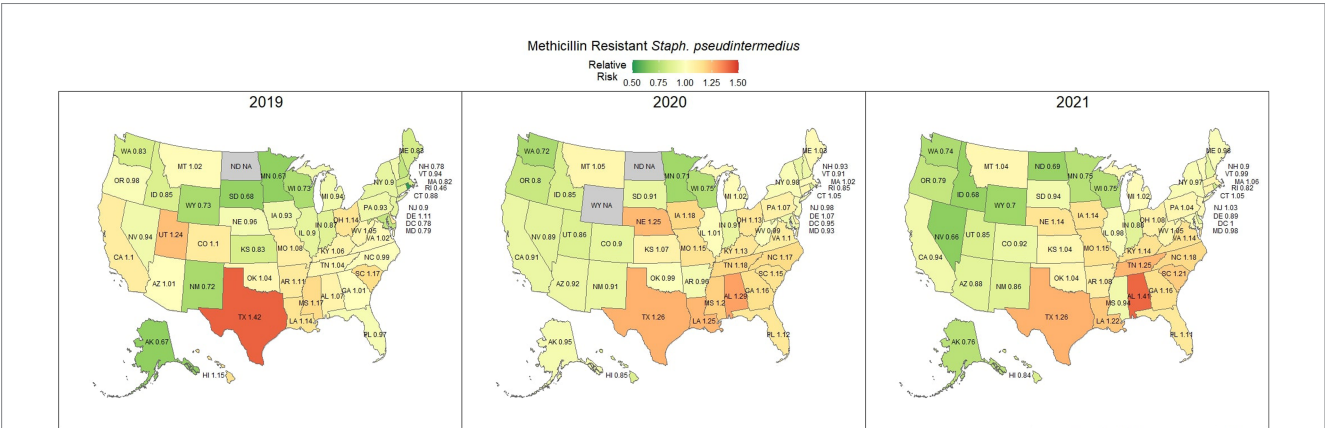 Methicillin Resistant Staph. pseudintermedius
Relative
Risk
0.50 0.75 1.00 1.25 1.50
2019
WA 0.83
MT 1.02
ND NA
MN 0.67
ME 0.83
OR 0.98
ID 0.85
WY 0.73
SD 0.68
WI 0.73
MI 0.94
NY 0.9
NH 0.78
VT 0.94
MA 0.82
RI 0.46
CT 0.88
NV 0.94
UT 1.24
CO 1.1
NE 0.96
IA 0.93
IL 0.9
IN 0.87
OH 1.14
PA 0.93
NJ 0.9
DE 1.11
DC 0.78
MD 0.79
CA 1.1
KS 0.83
MO 1.08
KY 1.06
WV 1.05
VA 1.02
AZ 1.01
NM 0.72
OK 1.04
AR 1.11
TN 1.04
NC 0.99
SC 1.17
TX 1.42
LA 1.14
MS 1.17
AL 1.07
GA 1.01
FL 0.97
AK 0.67
HI 1.15
2020
WA 0.72
MT 1.05
ND NA
MN 0.71
ME 1.03
OR 0.8
ID 0.85
WY NA
SD 0.91
WI 0.75
MI 1.02
NY 0.98
NH 0.93
VT 0.91
MA 1.02
RI 0.85
CT 1.05
NV 0.89
UT 0.86
CO 0.9
NE 1.25
IA 1.18
IL 1.01
IN 0.91
OH 1.13
PA 1.07
NJ 0.98
DE 1.07
DC 0.95
MD 0.93
CA 0.91
KS 1.07
MO 1.15
KY 1.13
WV 0.99
VA 1.1
AZ 0.92
NM 0.91
OK 0.99
AR 0.96
TN 1.18
NC 1.17
SC 1.15
TX 1.26
LA 1.25
MS 1.2
AL 1.29
GA 1.16
FL 1.12
AK 0.95
HI 0.85
2021
WA 0.74
MT 1.04
ND 0.69
MN 0.75
ME 0.98
OR 0.79
ID 0.68
WY 0.7
SD 0.94
WI 0.75
MI 1.04
NY 0.97
NH 0.9
VT 0.99
MA 1.06
RI 0.82
CT 1.05
NV 0.66
UT 0.85
CO 0.92
NE 1.14
IA 1.14
IL 0.98
IN 0.88
OH 1.08
PA 1.04
NJ 1.03
DE 0.89
DC 1
MD 0.98
CA 0.94
KS 1.04
MO 1.15
KY 1.14
WV 1.05
VA 1.14
AZ 0.88
NM 0.86
OK 1.04
AR 1.08
TN 1.25
NC 1.18
SC 1.21
TX 1.26
LA 1.22
MS 0.94
AL 1.41
GA 1.16
FL 1.11
AK 0.76
HI 0.84